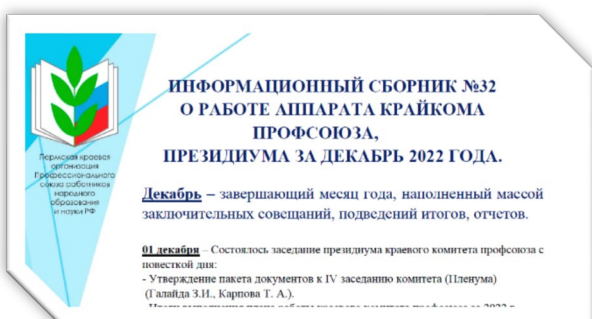 ИНФОРМАЦИОННЫЙ СБОРНИК №32
О РАБОТЕ АППАРАТА КРАЙКОМА
ПРОФСОЮЗА,
ПРЕЗИДИУМА ЗА ДЕКАБРЬ 2022 ГОДА.
Пермская краевая
организация
Профессионального
союза работников
народного
образования
и науки РФ
Декабрь – завершающий месяц года, наполненный массой
заключительных совещаний, подведений итогов, отчетов.
01 декабря – Состоялось заседание президиума краевого комитета профсоюза с
повесткой дня:
- Утверждение пакета документов к IV заседанию комитета (Пленума)
(Галайда З.И., Карпова Т. А.).